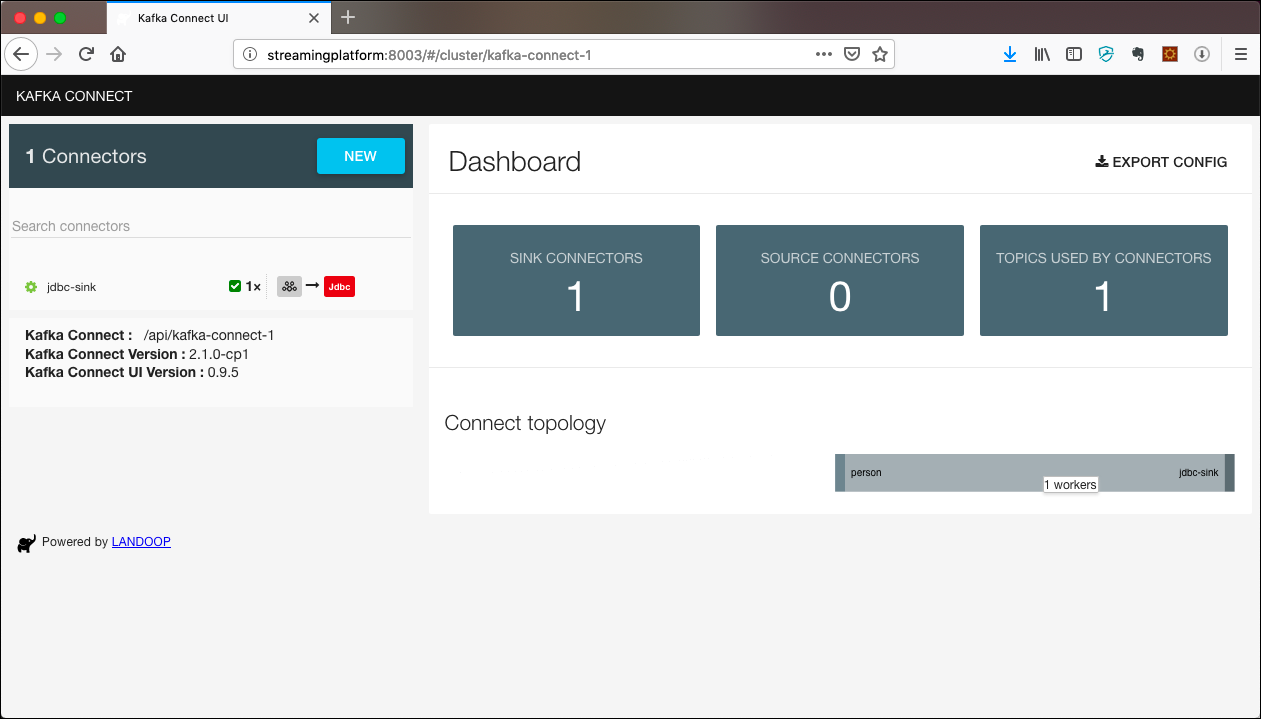 Kafka Connect UI
streamingplatform:8003/#/cluster/kafka-connect-1
KAFKA CONNECT
1 Connectors
NEW
Search connectors
jdbc-sink
1×
Jdbc
Kafka Connect : /api/kafka-connect-1
Kafka Connect Version : 2.1.0-cp1
Kafka Connect UI Version : 0.9.5
Dashboard
EXPORT CONFIG
SINK CONNECTORS
1
SOURCE CONNECTORS
0
TOPICS USED BY CONNECTORS
1
Connect topology
person
jdbc-sink
1 workers
Powered by LANDOOP